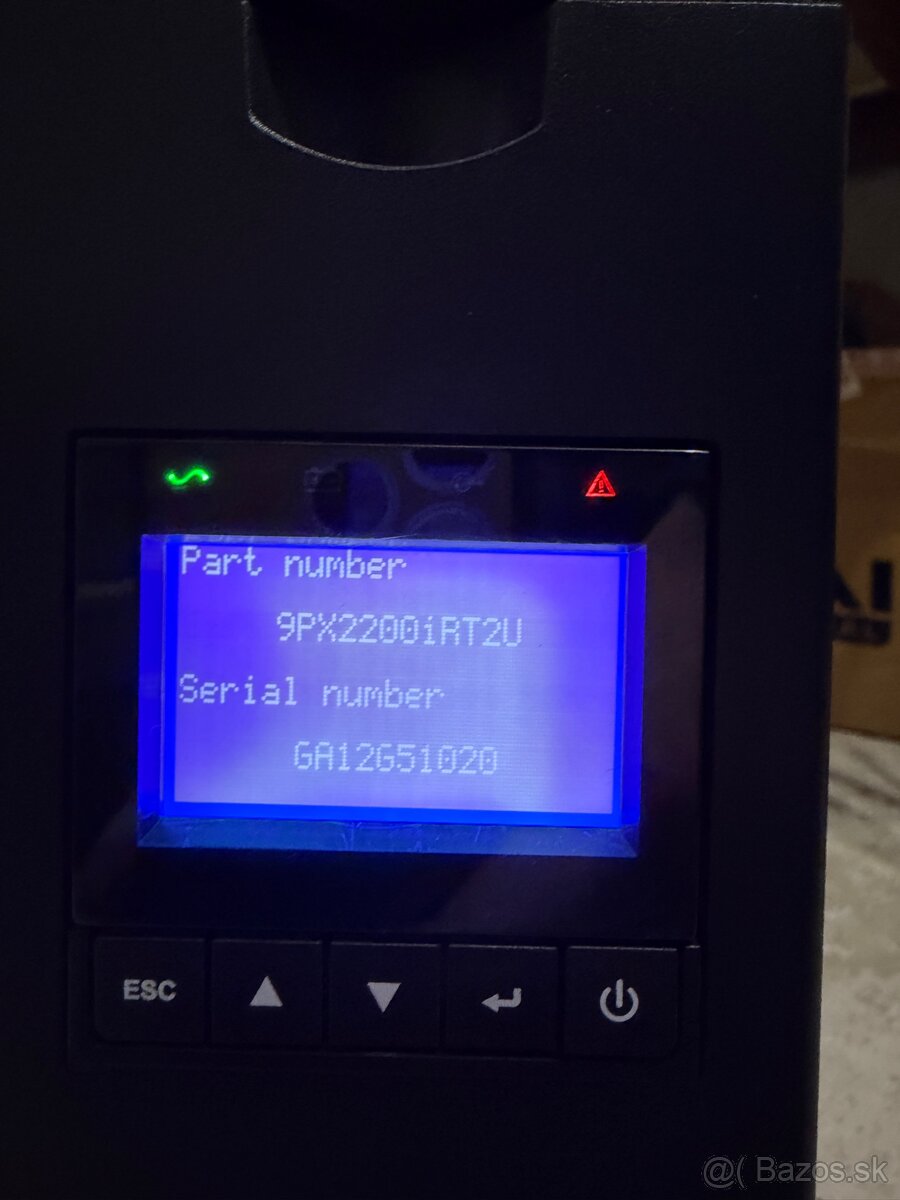 Part number
9PX2200iRT2U
Serial number
GA12G51020
ESC
@( Bazos.sk